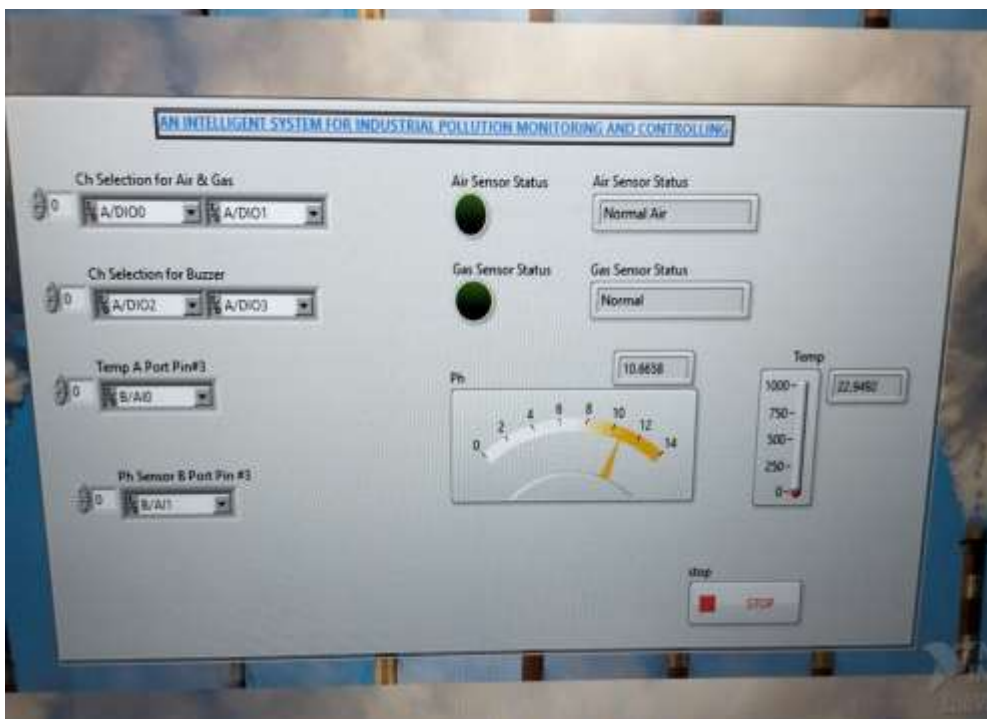 AN INTELLIGENT SYSTEM FOR INDUSTRIAL POLLUTION MONITORING AND CONTROLLING
Ch Selection for Air & Gas
0 A/DIO0 A/DIO1
Air Sensor Status
Air Sensor Status
Normal Air
Ch Selection for Buzzer
0 A/DIO2 A/DIO3
Gas Sensor Status
Gas Sensor Status
Normal
Temp A Port Pin#3
0 B/AI0
Ph Sensor B Port Pin #3
0 B/AI1
Ph
10.6658
0 2 4 6 8 10 12 14
Temp
22.9492
1000
750
500
250
0
stop
STOP